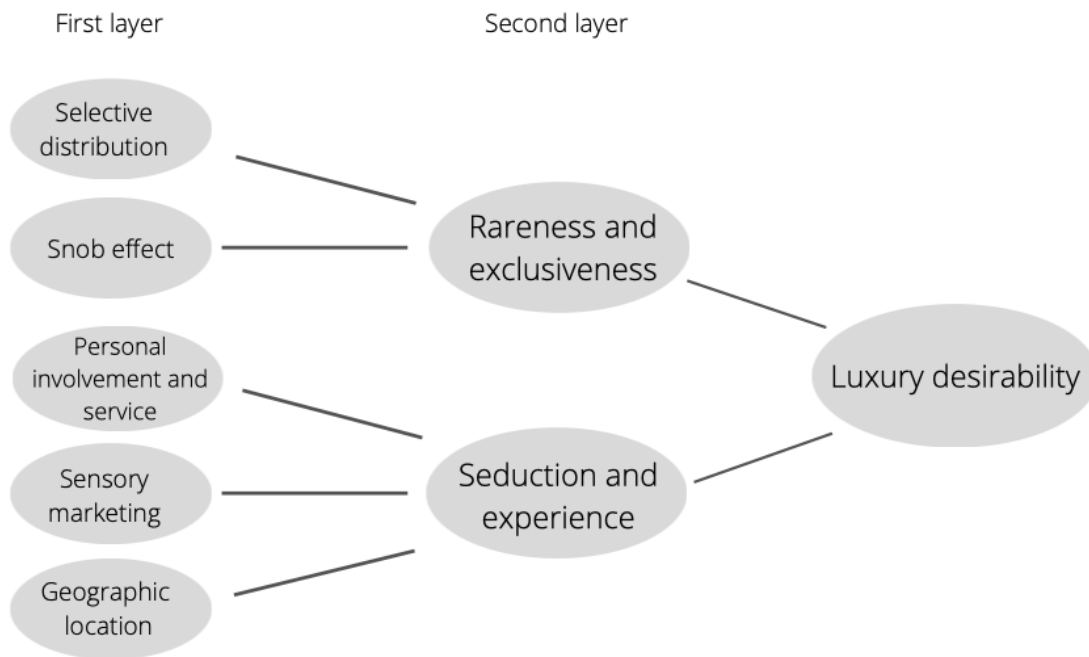 First layer
Second layer
Selective
distribution
Snob effect
Rareness and
exclusiveness
Personal
involvement and
service
Luxury desirability
Sensory
marketing
Seduction and
experience
Geographic
location